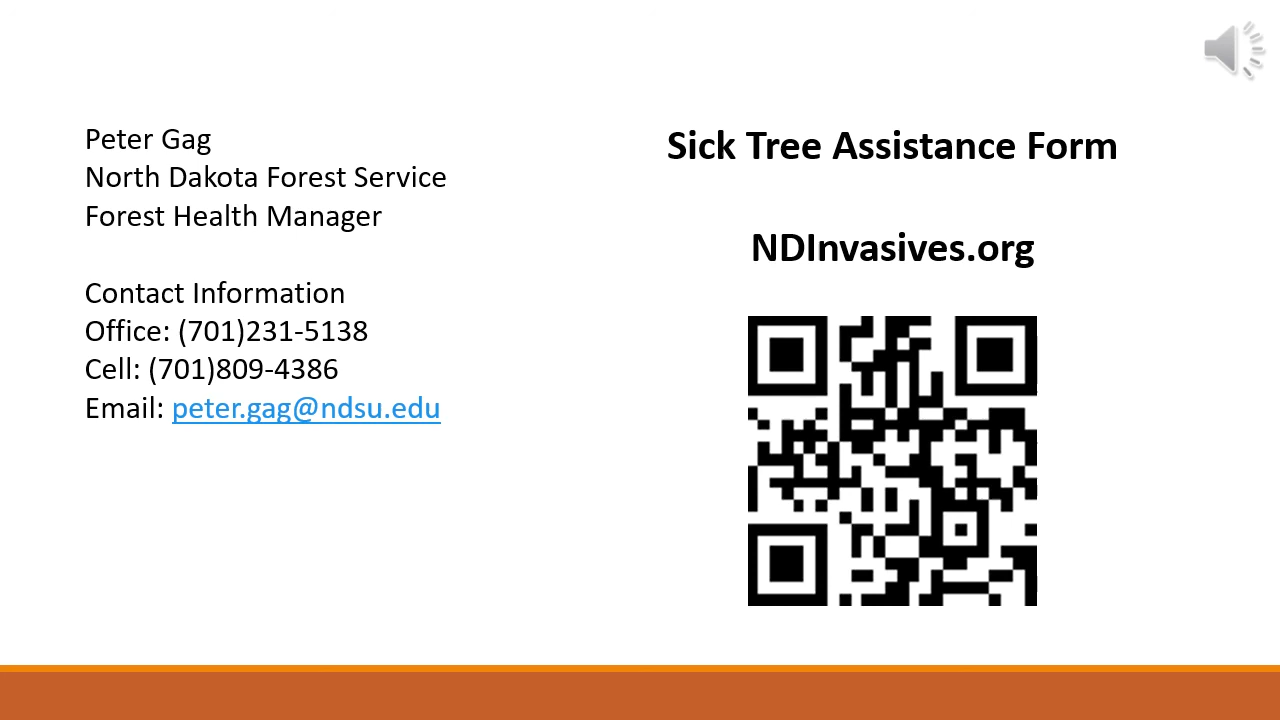 Peter Gag
North Dakota Forest Service
Forest Health Manager
Contact Information
Office: (701)231-5138
Cell: (701)809-4386
Email: peter.gag@ndsu.edu
Sick Tree Assistance Form
NDInvasives.org